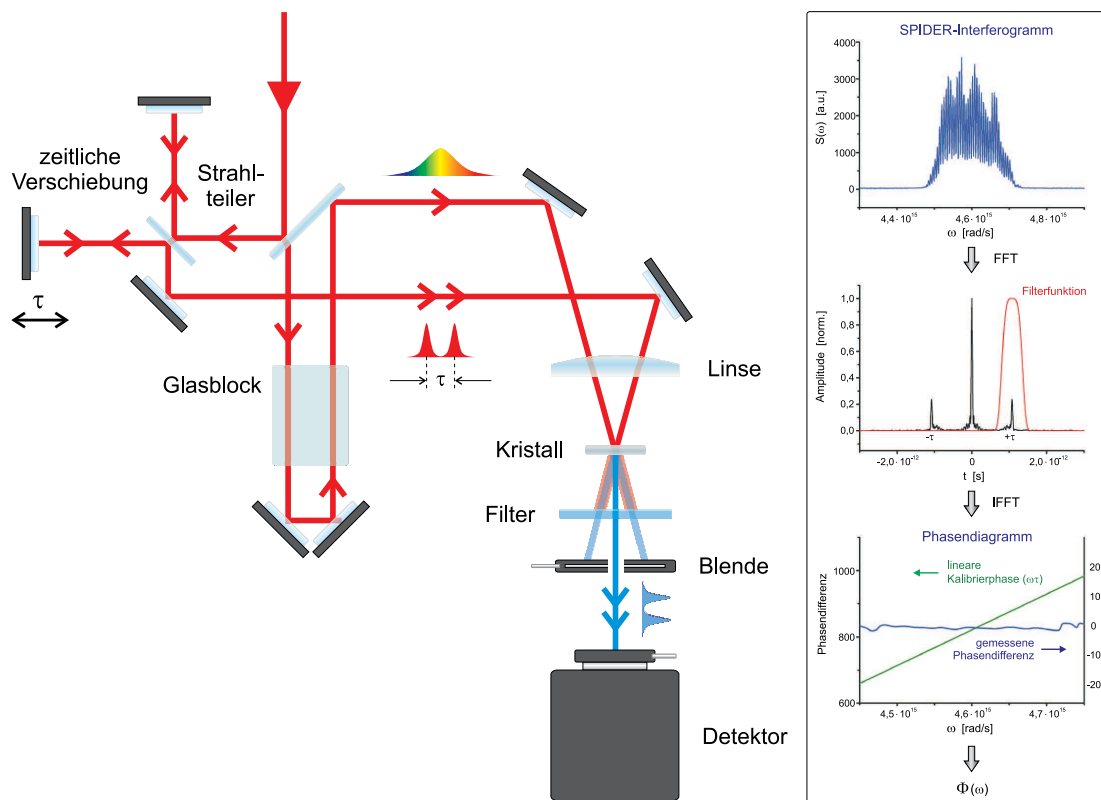 zeitliche
Verschiebung
Strahl-
teiler
τ
Glasblock
τ
Linse
Kristall
Filter
Blende
Detektor
SPIDER-Interferogramm
S(ω) [a.u.]
4000
3000
2000
1000
0
4,4·10¹⁵
4,6·10¹⁵
4,8·10¹⁵
ω [rad/s]
FFT
Filterfunktion
Amplitude [norm.]
1,0
0,8
0,6
0,4
0,2
0,0
-τ
+τ
-2,0·10⁻¹²
0
2,0·10⁻¹²
t [s]
IFFT
Phasendiagramm
Phasendifferenz
1000
900
800
700
600
lineare
Kalibrierphase (ωτ)
gemessene
Phasendifferenz
20
10
0
-10
-20
4,5·10¹⁵
4,6·10¹⁵
4,7·10¹⁵
ω [rad/s]
Φ(ω)